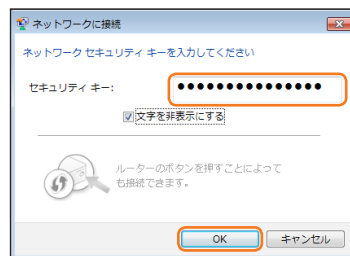 ネットワークに接続
ネットワーク セキュリティ キーを入力してください
セキュリティ キー:
●●●●●●●●●●●●●●●
文字を非表示にする
ルーターのボタンを押すことによって
も接続できます。
OK
キャンセル